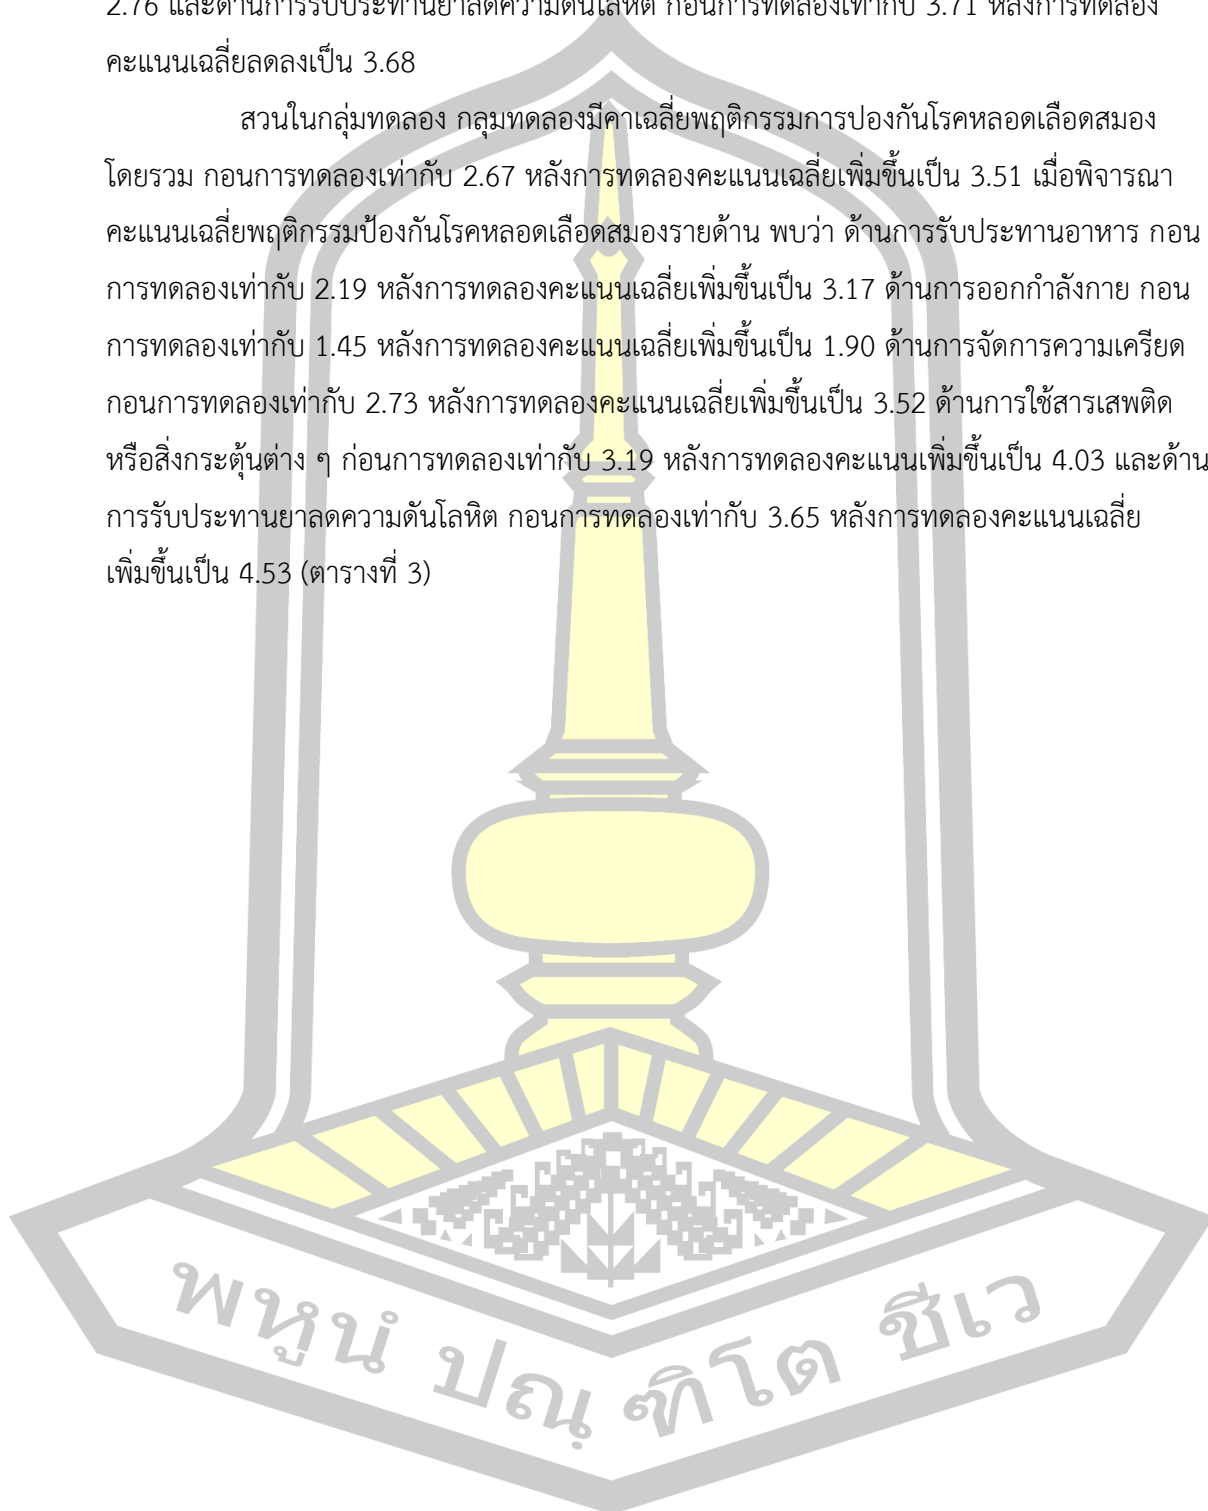 2.76 และด้านการรับประทานยาลดความดันโลหิต กอนการทดลองเทากับ 3.71 หลังการทดลอง
คะแนนเฉลี่ยลดลงเป็น 3.68
สวนในกลุ่มทดลอง กลุมทดลองมีคาเฉลี่ยพฤติกรรมการปองกันโรคหลอดเลือดสมอง
โดยรวม กอนการทดลองเท่ากับ 2.67 หลังการทดลองคะแนนเฉลี่ยเพิ่มขึ้นเป็น 3.51 เมื่อพิจารณา
คะแนนเฉลี่ยพฤติกรรมป้องกันโรคหลอดเลือดสมองรายด้าน พบว่า ด้านการรับประทานอาหาร กอน
การทดลองเท่ากับ 2.19 หลังการทดลองคะแนนเฉลี่ยเพิ่มขึ้นเป็น 3.17 ด้านการออกกำลังกาย กอน
การทดลองเท่ากับ 1.45 หลังการทดลองคะแนนเฉลี่ยเพิ่มขึ้นเป็น 1.90 ด้านการจัดการความเครียด
กอนการทดลองเท่ากับ 2.73 หลังการทดลองคะแนนเฉลี่ยเพิ่มขึ้นเป็น 3.52 ด้านการใช้สารเสพติด
หรือสิ่งกระตุ้นต่าง ๆ ก่อนการทดลองเท่ากับ 3.19 หลังการทดลองคะแนนเพิ่มขึ้นเป็น 4.03 และด้าน
การรับประทานยาลดความดันโลหิต กอนการทดลองเท่ากับ 3.65 หลังการทดลองคะแนนเฉลี่ย
เพิ่มขึ้นเป็น 4.53 (ตารางที่ 3)
พหูนํ ปณฺฑิโต ชีเว